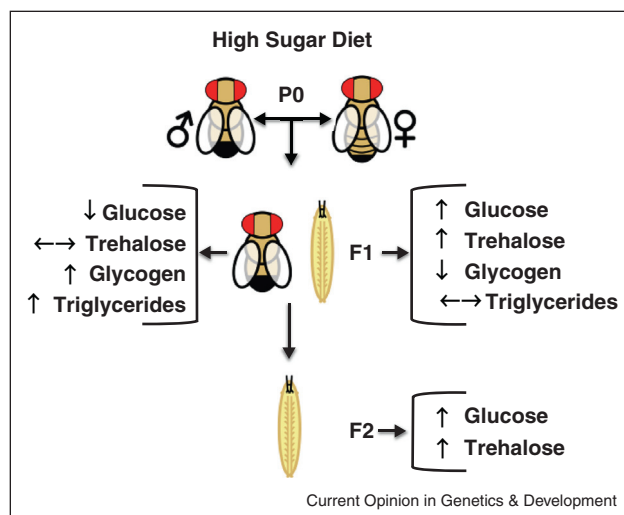 High Sugar Diet
P0
♂ ♀
↓ Glucose
←→ Trehalose
↑ Glycogen
↑ Triglycerides
F1
↑ Glucose
↑ Trehalose
↓ Glycogen
←→ Triglycerides
F2
↑ Glucose
↑ Trehalose
Current Opinion in Genetics & Development